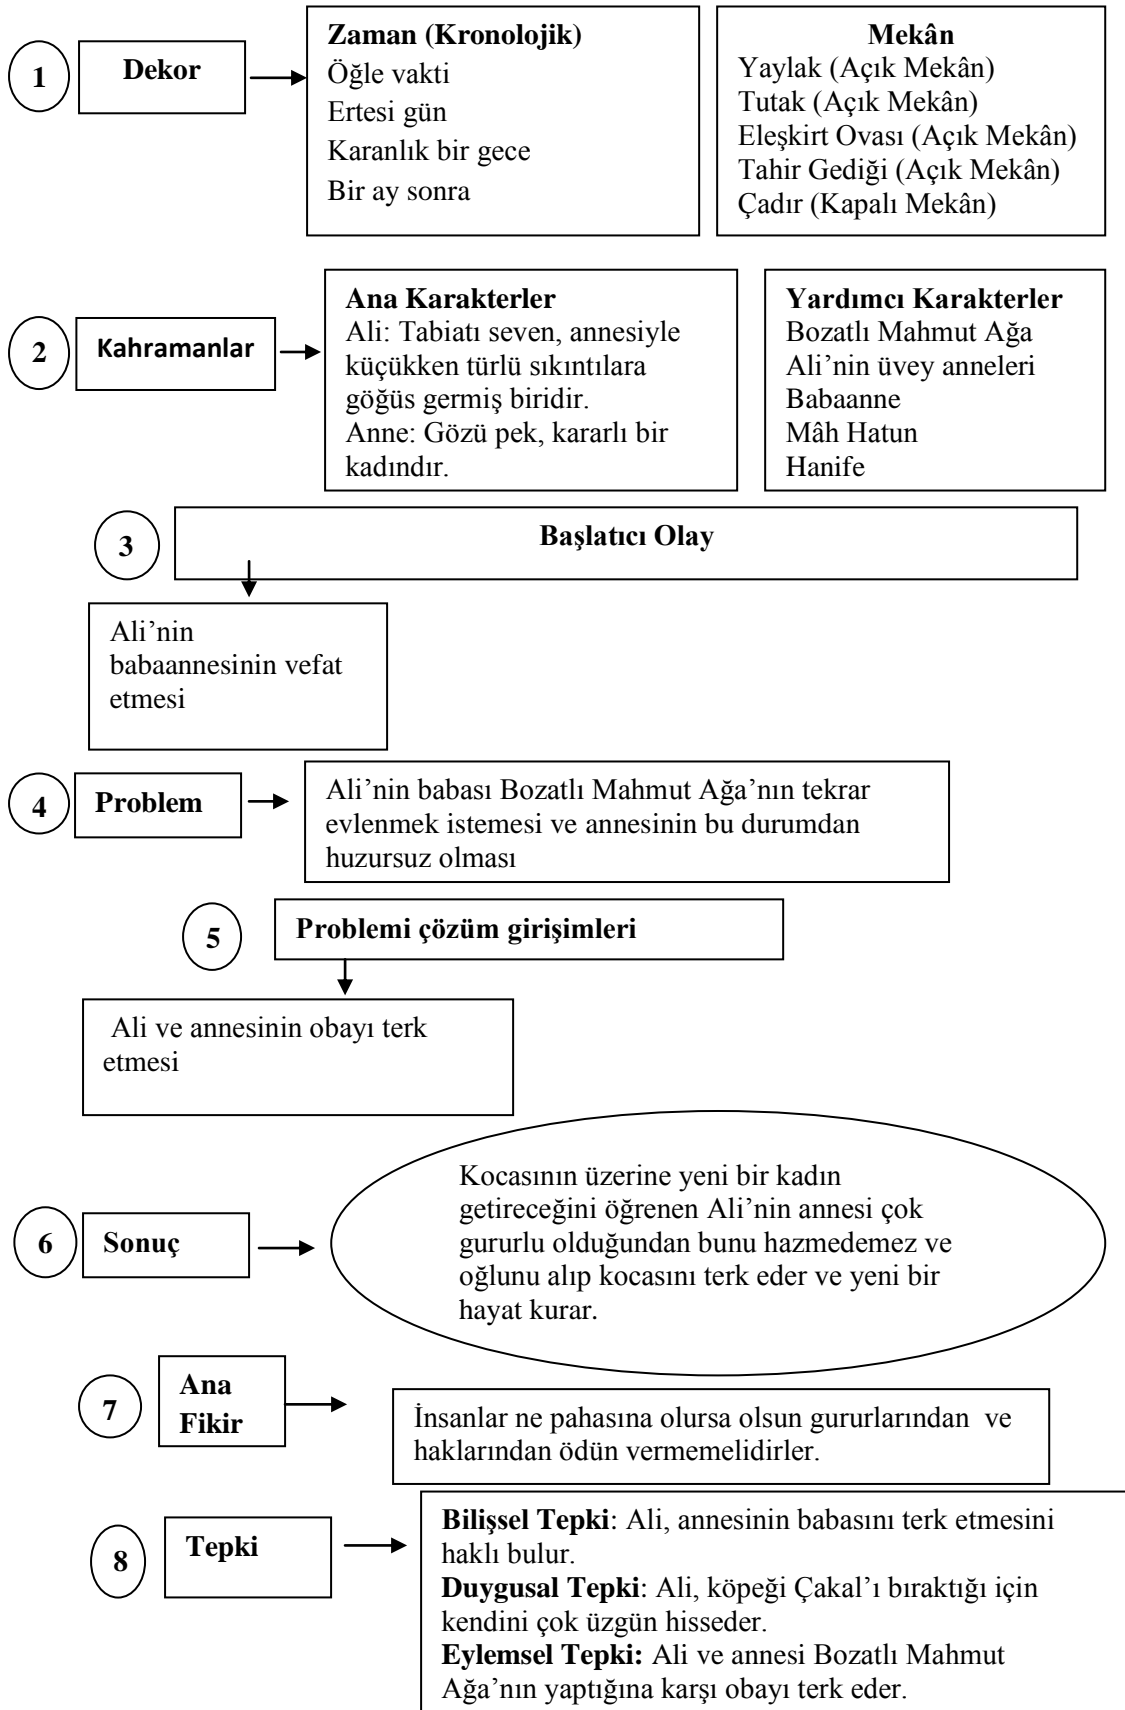 1
Dekor
Zaman (Kronolojik)
Öğle vakti
Ertesi gün
Karanlık bir gece
Bir ay sonra
Mekân
Yaylak (Açık Mekân)
Tutak (Açık Mekân)
Eleşkirt Ovası (Açık Mekân)
Tahir Gediği (Açık Mekân)
Çadır (Kapalı Mekân)
2
Kahramanlar
Ana Karakterler
Ali: Tabiatı seven, annesiyle
küçükken türlü sıkıntılara
göğüs germiş biridir.
Anne: Gözü pek, kararlı bir
kadındır.
Yardımcı Karakterler
Bozatlı Mahmut Ağa
Ali’nin üvey anneleri
Babaanne
Mâh Hatun
Hanife
3
Başlatıcı Olay
Ali’nin
babaannesinin vefat
etmesi
4
Problem
Ali’nin babası Bozatlı Mahmut Ağa’nın tekrar
evlenmek istemesi ve annesinin bu durumdan
huzursuz olması
5
Problemi çözüm girişimleri
Ali ve annesinin obayı terk
etmesi
6
Sonuç
Kocasının üzerine yeni bir kadın
getireceğini öğrenen Ali’nin annesi çok
gururlu olduğundan bunu hazmedemez ve
oğlunu alıp kocasını terk eder ve yeni bir
hayat kurar.
7
Ana
Fikir
İnsanlar ne pahasına olursa olsun gururlarından ve
haklarından ödün vermemelidirler.
8
Tepki
Bilişsel Tepki: Ali, annesinin babasını terk etmesini
haklı bulur.
Duygusal Tepki: Ali, köpeği Çakal’ı bıraktığı için
kendini çok üzgün hisseder.
Eylemsel Tepki: Ali ve annesi Bozatlı Mahmut
Ağa’nın yaptığına karşı obayı terk eder.